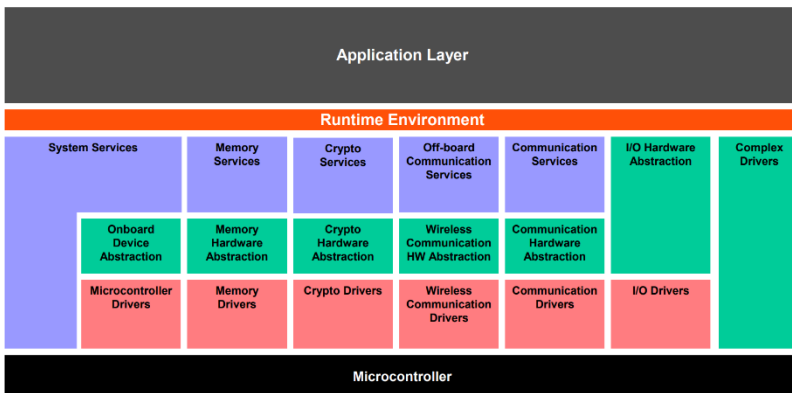 Application Layer
Runtime Environment
System Services
Memory
Services
Crypto
Services
Off-board
Communication
Services
Communication
Services
I/O Hardware
Abstraction
Complex
Drivers
Onboard
Device
Abstraction
Memory
Hardware
Abstraction
Crypto
Hardware
Abstraction
Wireless
Communication
HW Abstraction
Communication
Hardware
Abstraction
Microcontroller
Drivers
Memory
Drivers
Crypto Drivers
Wireless
Communication
Drivers
Communication
Drivers
I/O Drivers
Microcontroller